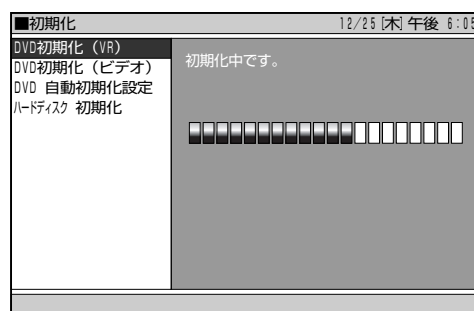 ■初期化 12/25[木]午後 6:05
DVD初期化（VR）
DVD初期化（ビデオ）
DVD 自動初期化設定
ﾊｰﾄﾞﾃﾞｨｽｸ 初期化
初期化中です。